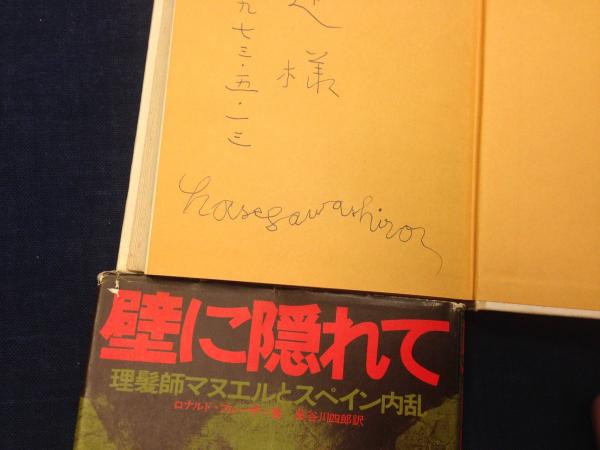 様
九七三・五・一三
hasegawashiroh
壁に隠れて
理髪師マヌエルとスペイン内乱
ロナルド・フレーザー著 長谷川四郎訳